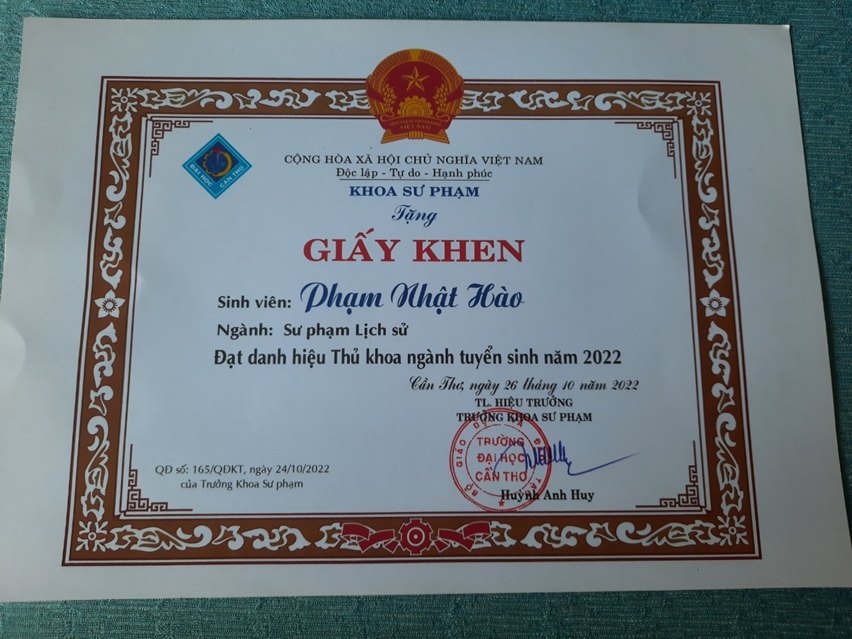 CỘNG HÒA XÃ HỘI CHỦ NGHĨA VIỆT NAM
Độc lập - Tự do - Hạnh phúc
ĐẠI HỌC CẦN THƠ
KHOA SƯ PHẠM
Tặng
GIẤY KHEN
Sinh viên: Phạm Nhật Hào
Ngành: Sư phạm Lịch sử
Đạt danh hiệu Thủ khoa ngành tuyển sinh năm 2022
Cần Thơ, ngày 26 tháng 10 năm 2022
TL. HIỆU TRƯỞNG
TRƯỞNG KHOA SƯ PHẠM
TRƯỜNG
ĐẠI HỌC
CẦN THƠ
QĐ số: 165/QĐKT, ngày 24/10/2022
của Trưởng Khoa Sư phạm
Huỳnh Anh Huy